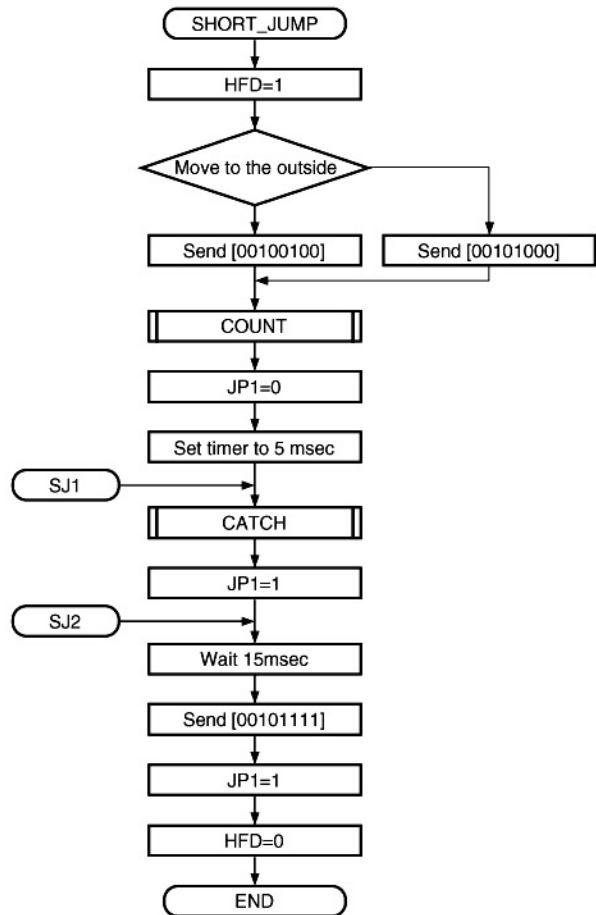 SHORT_JUMP
HFD=1
Move to the outside
Send [00100100]
Send [00101000]
COUNT
JP1=0
Set timer to 5 msec
SJ1
CATCH
JP1=1
SJ2
Wait 15msec
Send [00101111]
JP1=1
HFD=0
END